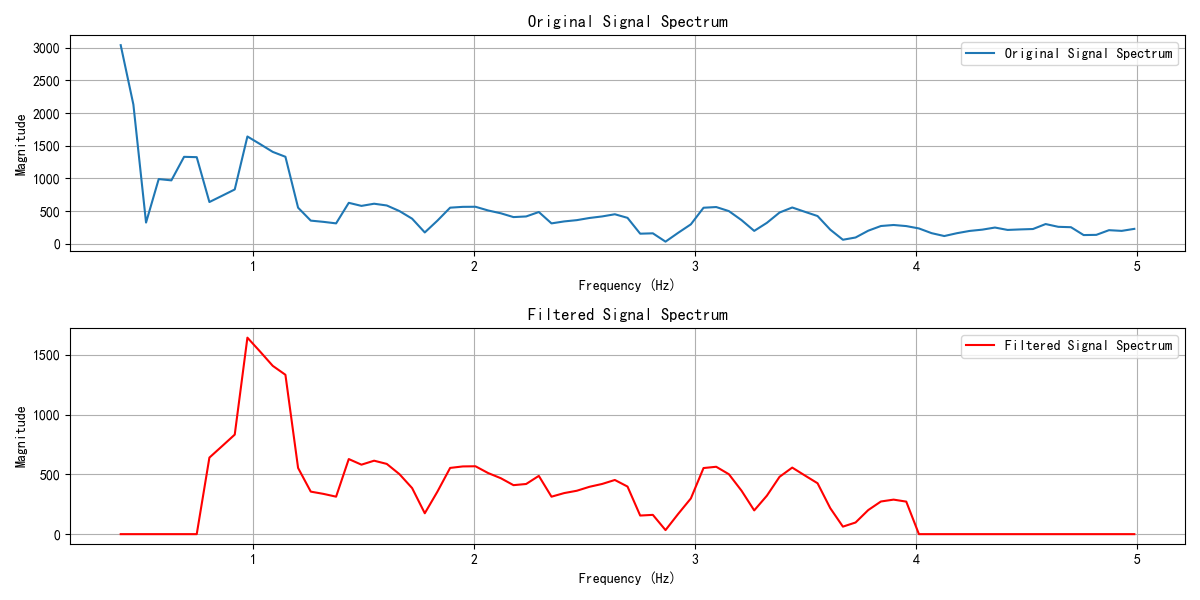 Original Signal Spectrum
Original Signal Spectrum
3000
2500
2000
1500
1000
500
0
Magnitude
1
2
3
4
5
Frequency (Hz)
Filtered Signal Spectrum
Filtered Signal Spectrum
1500
1000
500
0
Magnitude
1
2
3
4
5
Frequency (Hz)